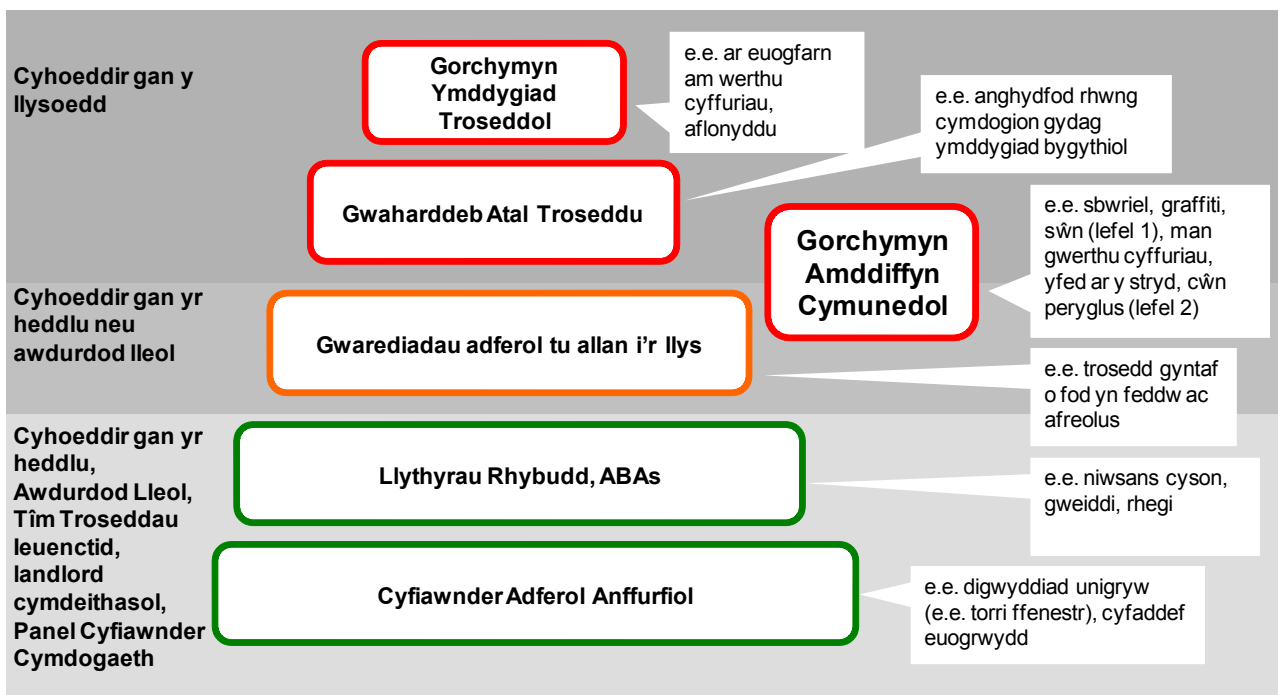 Cyhoeddir gan y
llysoedd
Gorchymyn
Ymddygiad
Troseddol
e.e. ar euogfarn
am werthu
cyffuriau,
aflonyddu
e.e. anghydfod rhwng
cymdogion gydag
ymddygiad bygythiol
Gwaharddeb Atal Troseddu
Gorchymyn
Amddiffyn
Cymunedol
e.e. sbwriel, graffiti,
sŵn (lefel 1), man
gwerthu cyffuriau,
yfed ar y stryd, cŵn
peryglus (lefel 2)
Cyhoeddir gan yr
heddlu neu
awdurdod lleol
Gwarediadau adferol tu allan i’r llys
e.e. trosedd gyntaf
o fod yn feddw ac
afreolus
Cyhoeddir gan yr
heddlu,
Awdurdod Lleol,
Tîm Troseddau
Ieuenctid,
landlord
cymdeithasol,
Panel Cyfiawnder
Cymdogaeth
Llythyrau Rhybudd, ABAs
e.e. niwsans cyson,
gweiddi, rhegi
Cyfiawnder Adferol Anffurfiol
e.e. digwyddiad unigryw
(e.e. torri ffenestr), cyfaddef
euogrwydd